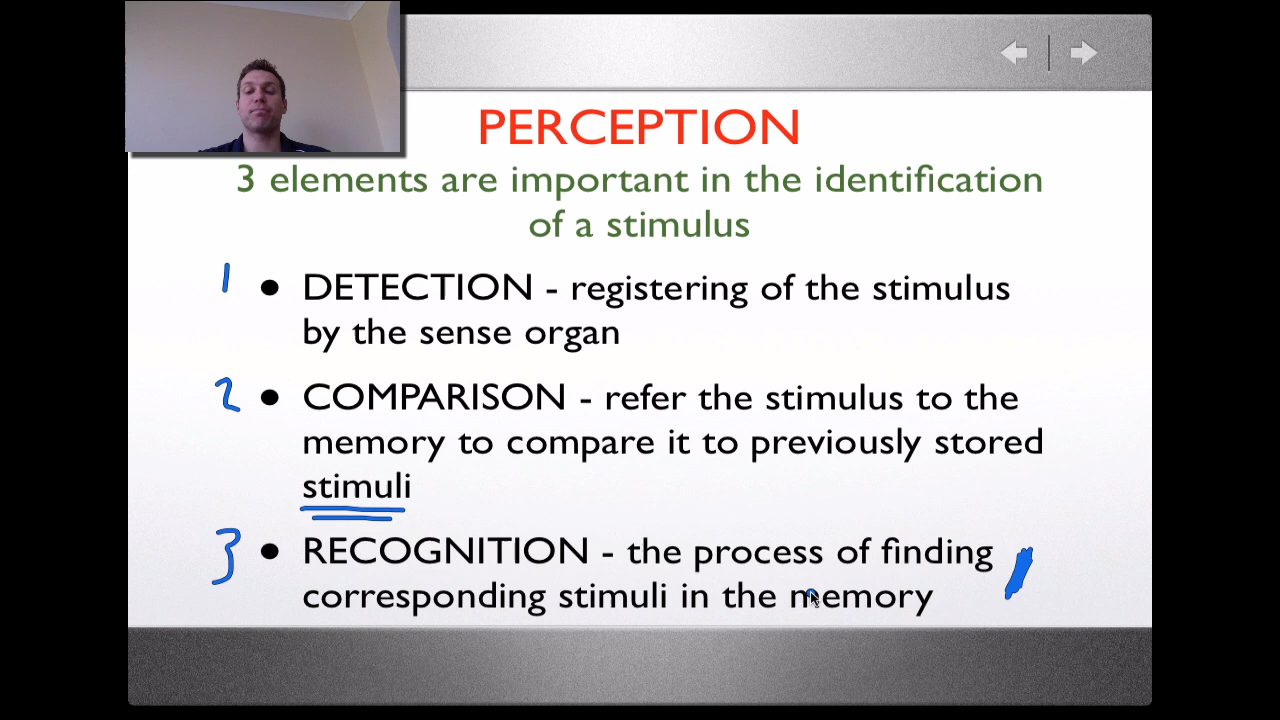 PERCEPTION
3 elements are important in the identification
of a stimulus
1 • DETECTION - registering of the stimulus
by the sense organ
2 • COMPARISON - refer the stimulus to the
memory to compare it to previously stored
stimuli
3 • RECOGNITION - the process of finding
corresponding stimuli in the memory